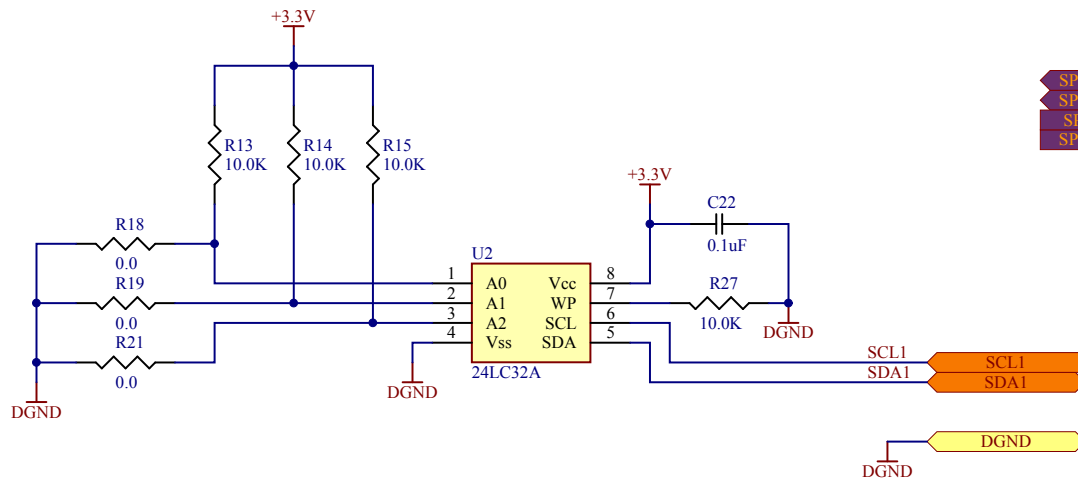 +3.3V
R13
10.0K
R14
10.0K
R15
10.0K
+3.3V
C22
0.1uF
R18
0.0
R19
0.0
R21
0.0
DGND
U2
1 A0 Vcc 8
2 A1 WP 7
3 A2 SCL 6
4 Vss SDA 5
24LC32A
DGND
R27
10.0K
DGND
SCL1 SCL1
SDA1 SDA1
DGND
DGND